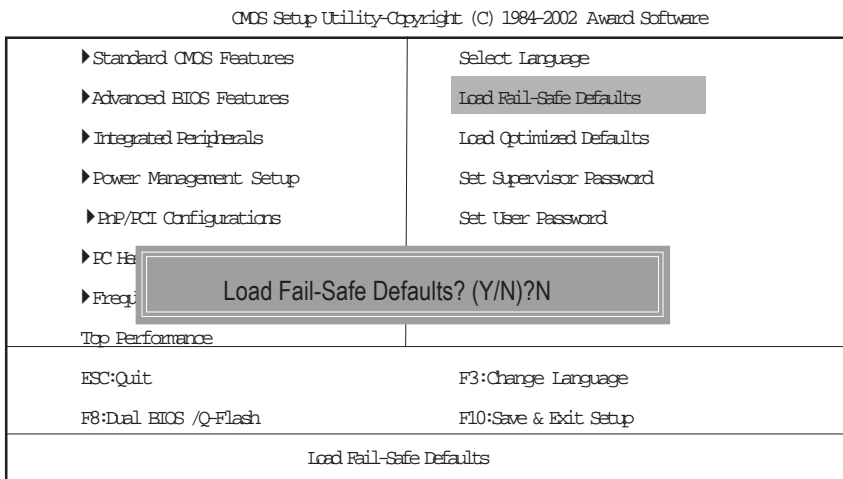 CMOS Setup Utility-Copyright (C) 1984-2002 Award Software
Standard CMOS Features
Advanced BIOS Features
Integrated Peripherals
Power Management Setup
PnP/PCI Configurations
PC
Top Performance
Select Language
Load Fail-Safe Defaults
Load Optimized Defaults
Set Supervisor Password
Set User Password
Load Fail-Safe Defaults? (Y/N)?N
ESC:Quit
F3:Change Language
F8:Dual BIOS /Q-Flash
F10:Save & Exit Setup
Load Fail-Safe Defaults